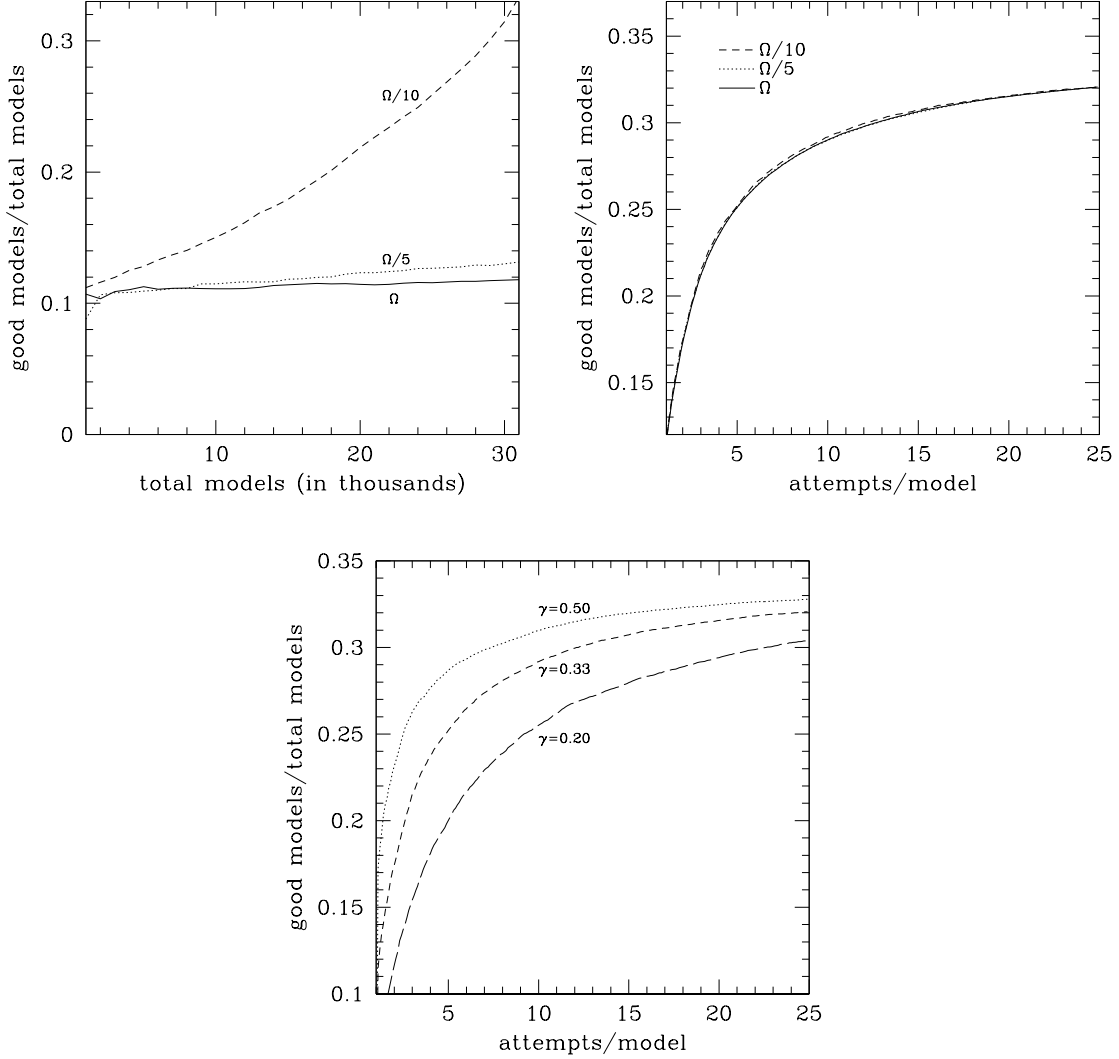 good models/total models
0.3
0.2
0.1
0
Ω/10
Ω/5
Ω
10
20
30
total models (in thousands)
good models/total models
0.35
0.3
0.25
0.2
0.15
Ω/10
Ω/5
Ω
5
10
15
20
25
attempts/model
good models/total models
0.35
0.3
0.25
0.2
0.15
0.1
γ=0.50
γ=0.33
γ=0.20
5
10
15
20
25
attempts/model